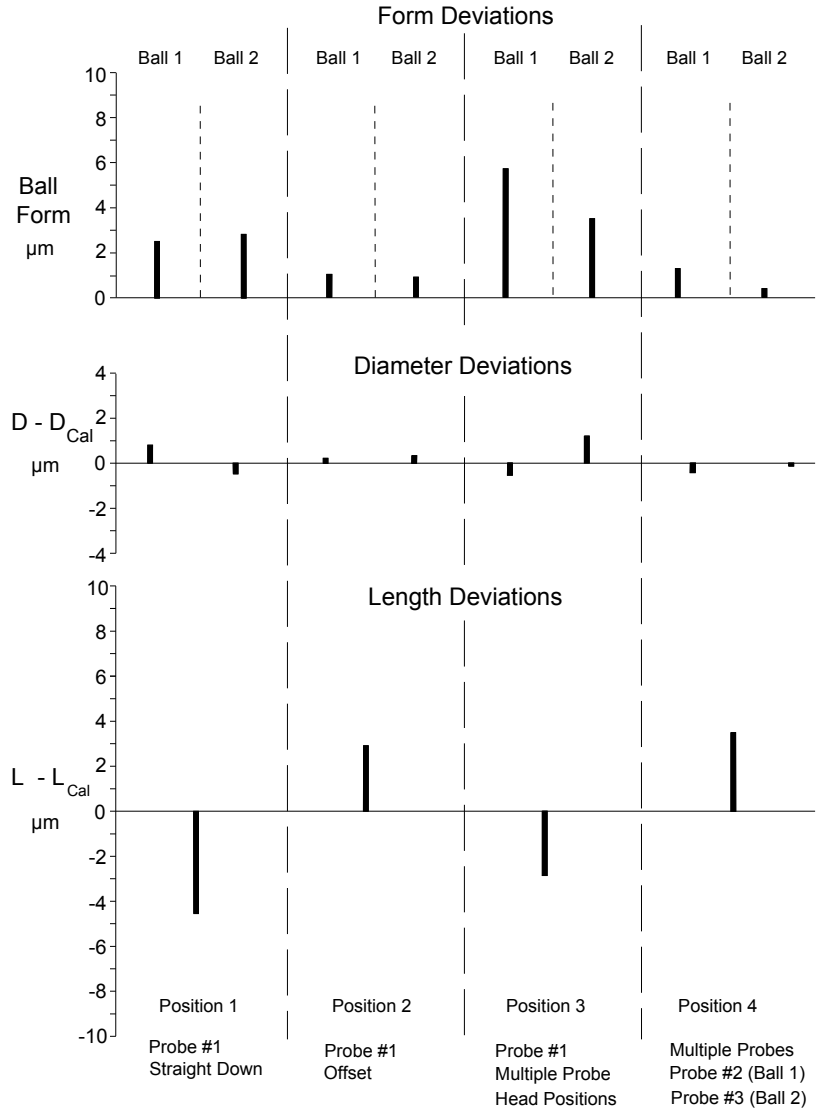 Form Deviations
Ball 1 Ball 2 Ball 1 Ball 2 Ball 1 Ball 2 Ball 1 Ball 2
10
8
6
4
2
0
Ball
Form
µm
Diameter Deviations
4
2
0
-2
-4
D - D Cal
µm
Length Deviations
10
8
6
4
2
0
-2
-4
-6
-8
-10
L - L Cal
µm
Position 1 Position 2 Position 3 Position 4
Probe #1
Straight Down
Probe #1
Offset
Probe #1
Multiple Probe
Head Positions
Multiple Probes
Probe #2 (Ball 1)
Probe #3 (Ball 2)